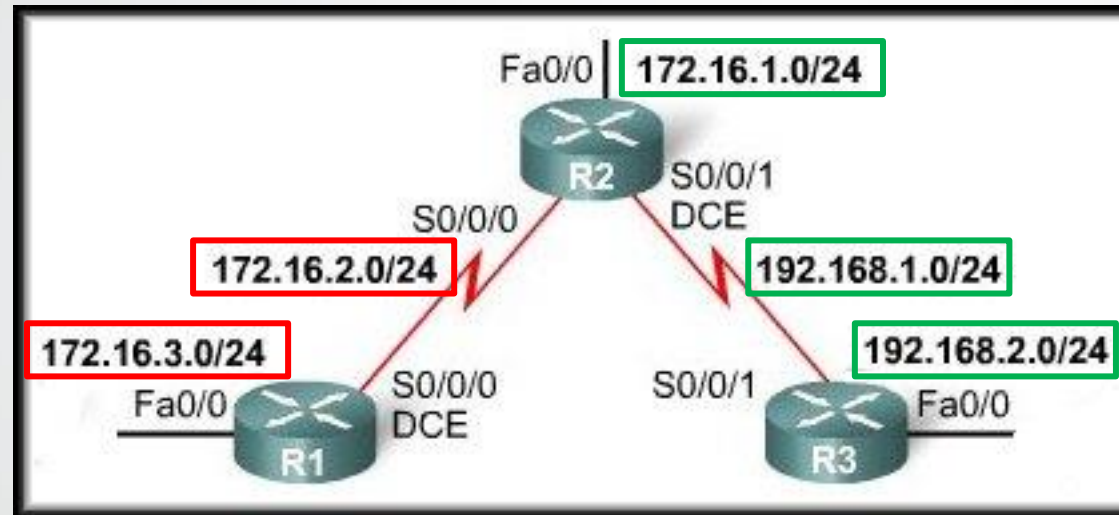 Fa0/0
172.16.1.0/24
R2
S0/0/1
DCE
S0/0/0
172.16.2.0/24
192.168.1.0/24
172.16.3.0/24
192.168.2.0/24
Fa0/0
S0/0/0
DCE
S0/0/1
Fa0/0
R1
R3